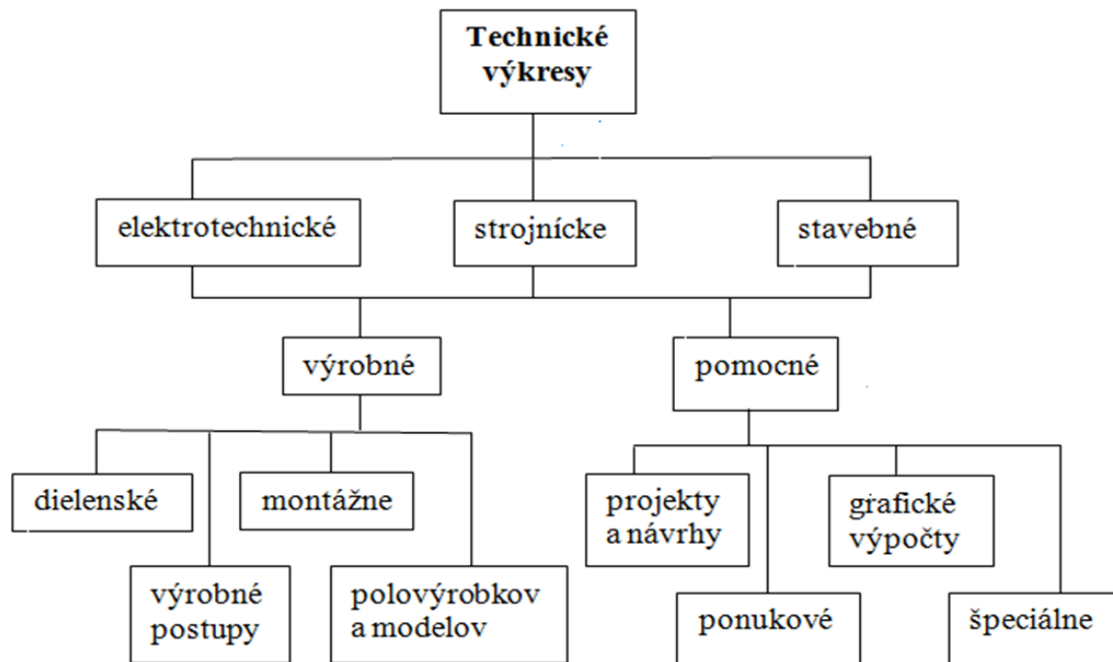 Technické
výkresy
elektrotechnické
strojnícke
stavebné
výrobné
pomocné
dielenské
montážne
projekty
a návrhy
grafické
výpočty
výrobné
postupy
polovýrobkov
a modelov
ponukové
špeciálne